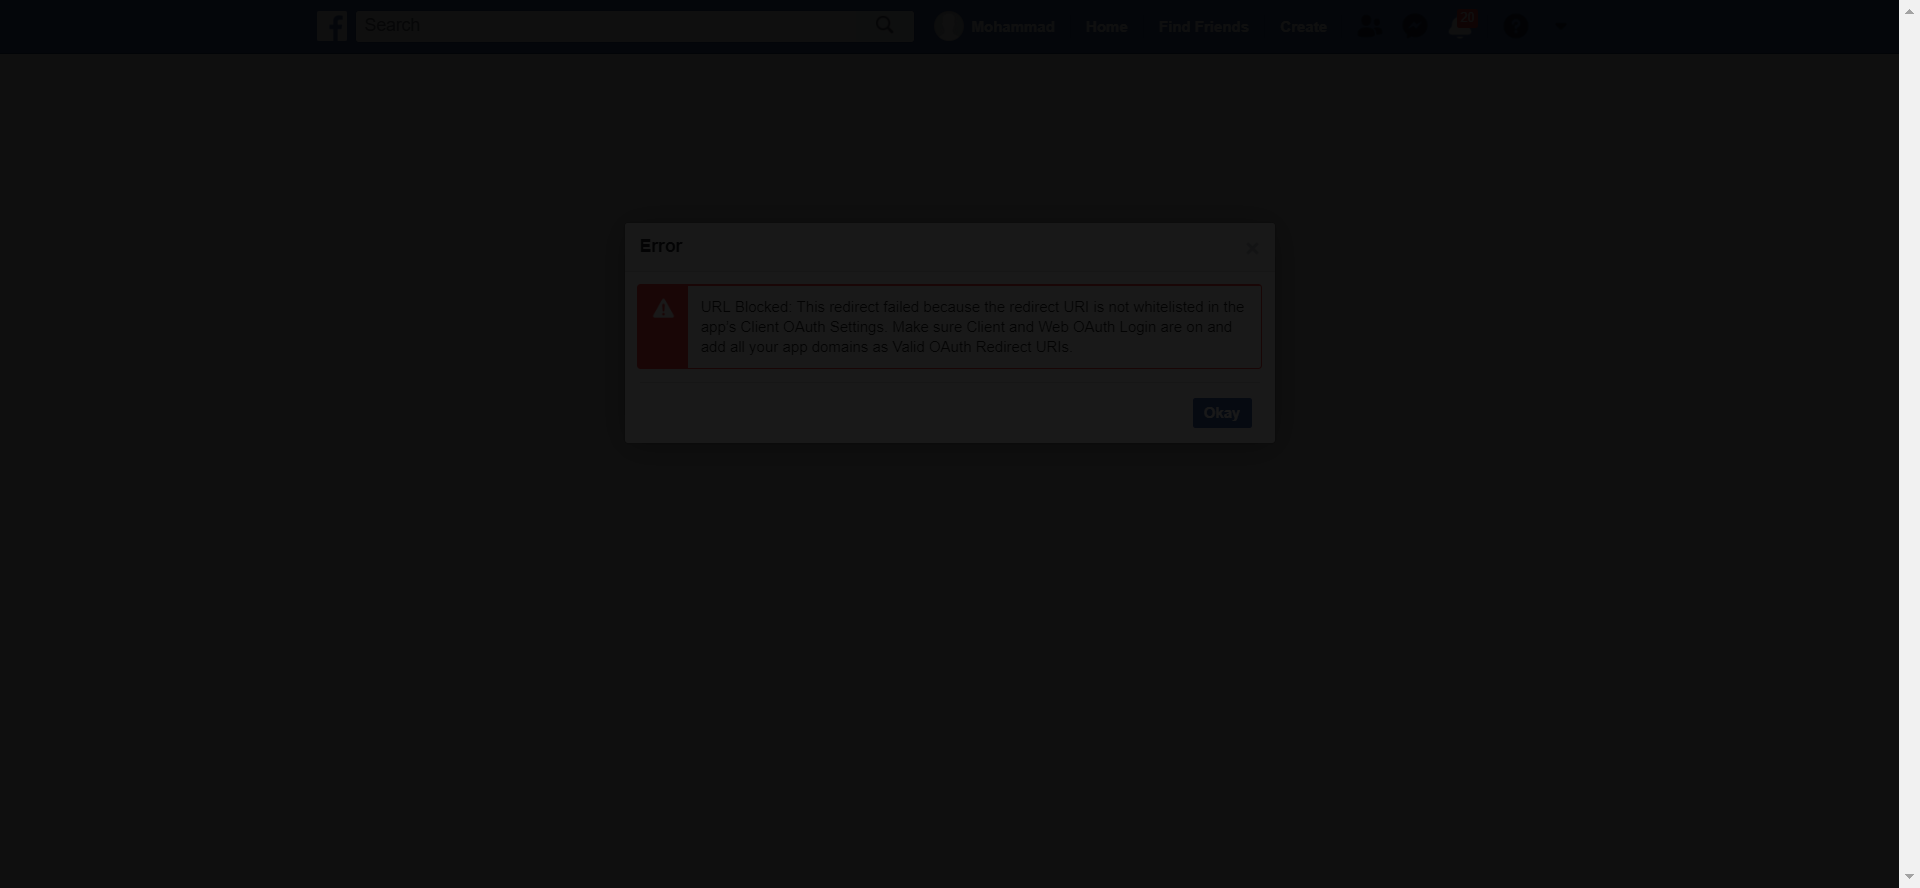 Search
Mohammad
Home
Find Friends
Create
20
Error
URL Blocked: This redirect failed because the redirect URI is not whitelisted in the
app's Client OAuth Settings. Make sure Client and Web OAuth Login are on and
add all your app domains as Valid OAuth Redirect URIs.
Okay